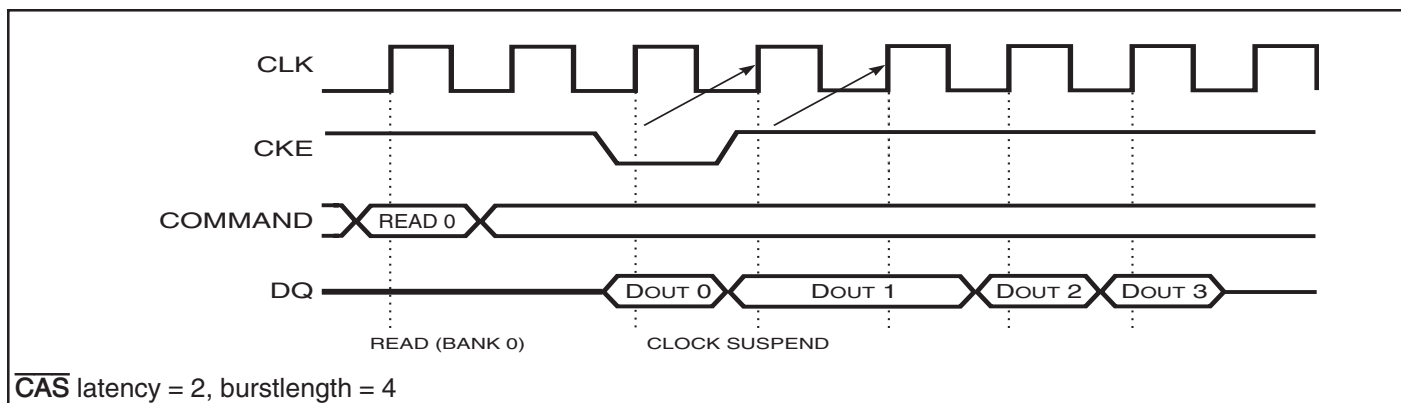 CLK
CKE
COMMAND
READ 0
DQ
DOUT 0
DOUT 1
DOUT 2
DOUT 3
READ (BANK 0)
CLOCK SUSPEND
CAS latency = 2, burstlength = 4